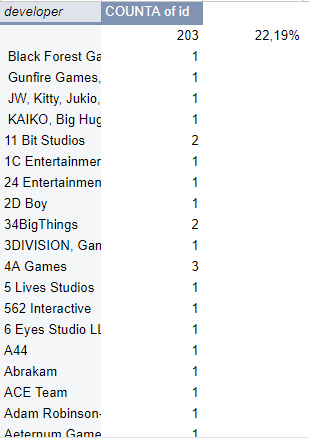 developer COUNTA of id
203 22,19%
Black Forest Ga 1
Gunfire Games, 1
JW, Kitty, Jukio, 1
KAIKO, Big Hug 1
11 Bit Studios 2
1C Entertainmen 1
24 Entertainmen 1
2D Boy 1
34BigThings 2
3DIVISION, Gan 1
4A Games 3
5 Lives Studios 1
562 Interactive 1
6 Eyes Studio LL 1
A44 1
Abrakam 1
ACE Team 1
Adam Robinson- 1
Aeternum Game 1